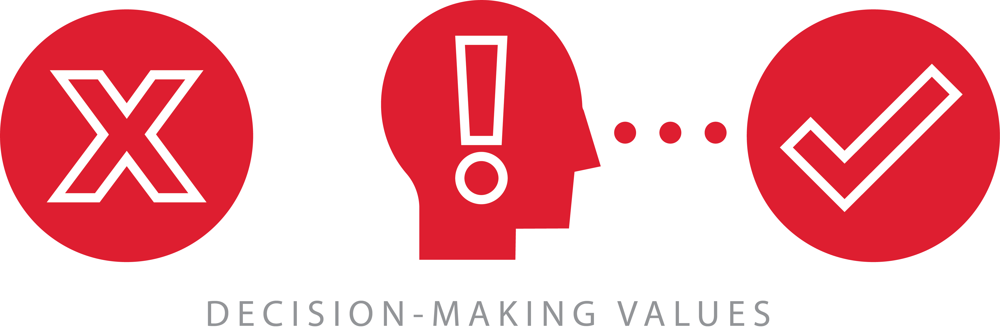 X
!
DECISION-MAKING VALUES